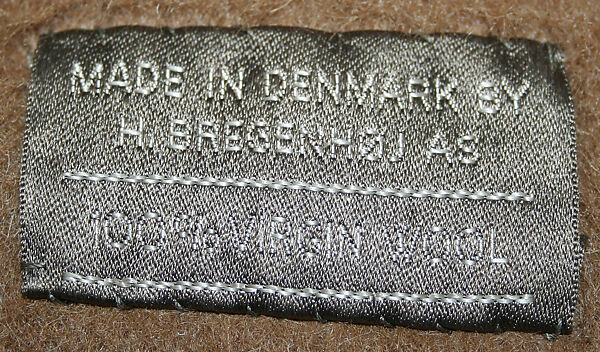 MADE IN DENMARK BY
H. BREGENHØJ AS
100% VIRGIN WOOL